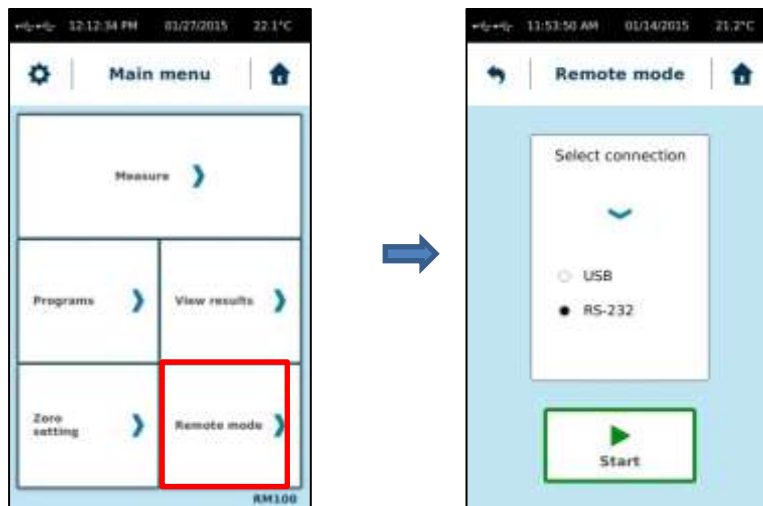 12:12:34 PM 01/27/2015 22.1°C
Main menu
Measure
Programs
View results
Zero
setting
Remote mode
RM100
11:53:50 AM 01/14/2015 21.2°C
Remote mode
Select connection
USB
RS-232
Start